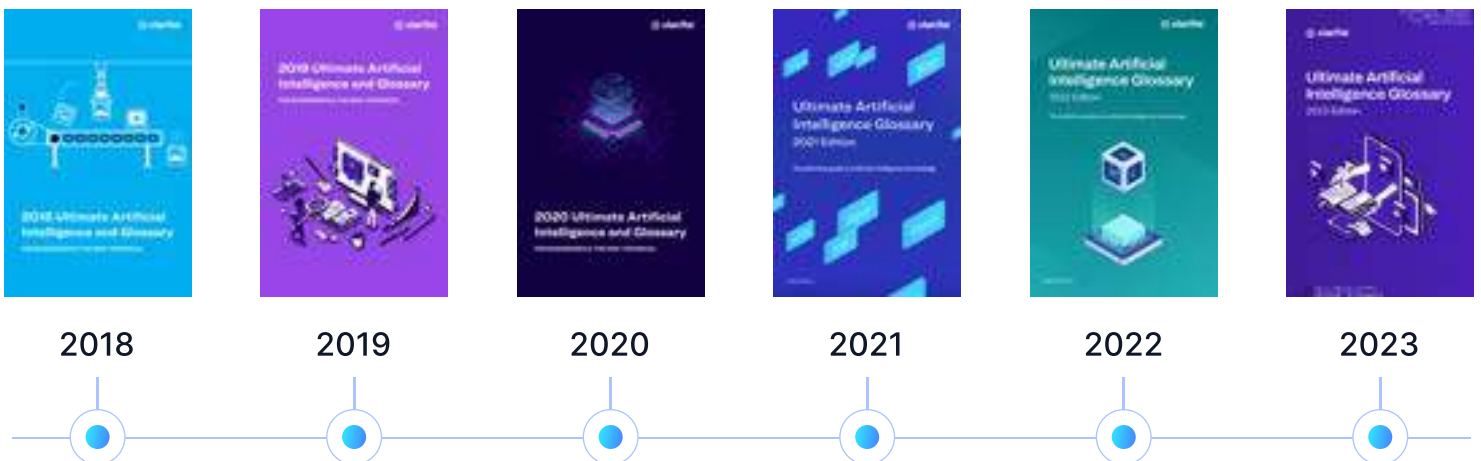 clarifai
2018 Ultimate Artificial
Intelligence and Glossary
clarifai
2019 Ultimate Artificial
Intelligence and Glossary
clarifai
2020 Ultimate Artificial
Intelligence and Glossary
clarifai
Ultimate Artificial
Intelligence Glossary
2021 Edition
clarifai
Ultimate Artificial
Intelligence Glossary
2022 Edition
clarifai
Ultimate Artificial
Intelligence Glossary
2023 Edition
2018
2019
2020
2021
2022
2023